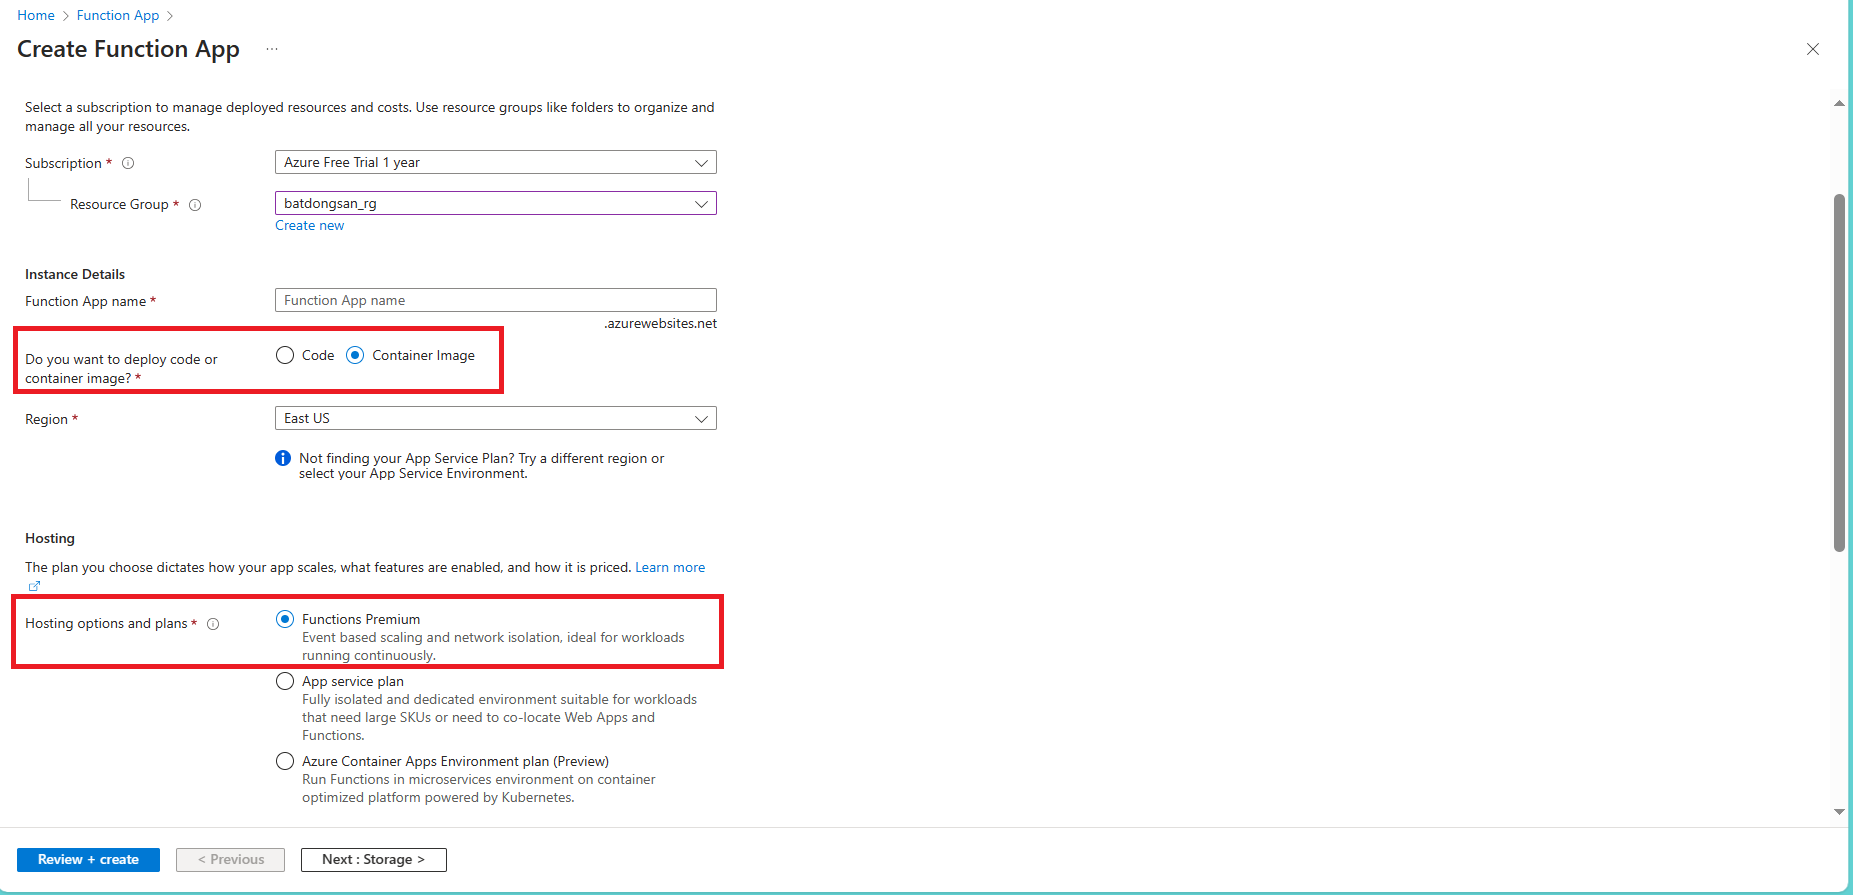 Home > Function App >
Create Function App ...
Select a subscription to manage deployed resources and costs. Use resource groups like folders to organize and
manage all your resources.
Subscription *
Azure Free Trial 1 year
Resource Group *
batdongsan_rg
Create new
Instance Details
Function App name *
Function App name
.azurewebsites.net
Do you want to deploy code or
container image? *
Code
Container Image
Region *
East US
Not finding your App Service Plan? Try a different region or
select your App Service Environment.
Hosting
The plan you choose dictates how your app scales, what features are enabled, and how it is priced. Learn more
Hosting options and plans *
Functions Premium
Event based scaling and network isolation, ideal for workloads
running continuously.
App service plan
Fully isolated and dedicated environment suitable for workloads
that need large SKUs or need to co-locate Web Apps and
Functions.
Azure Container Apps Environment plan (Preview)
Run Functions in microservices environment on container
optimized platform powered by Kubernetes.
Review + create
< Previous
Next : Storage >